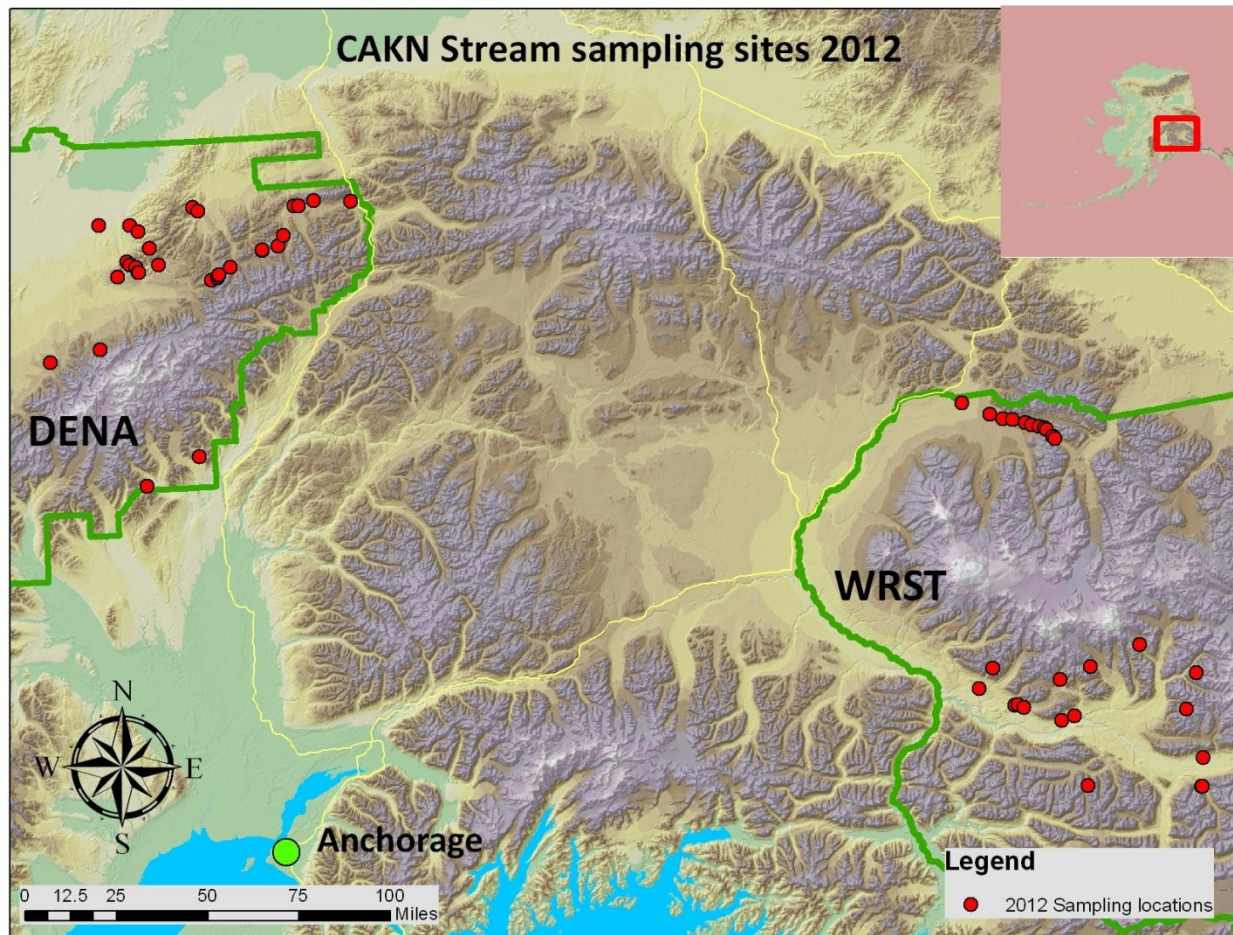 CAKN Stream sampling sites 2012
DENA
WRST
N
W E
S
Anchorage
0 12.5 25 50 75 100
Miles
Legend
2012 Sampling locations